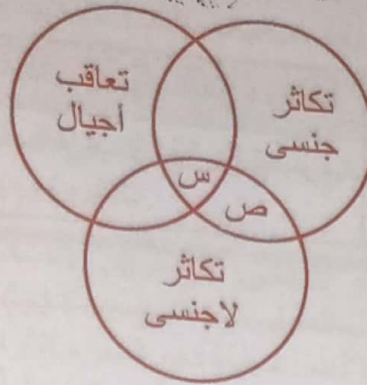 تعاقب
أجيال
تكاثر
جنسى
س
ص
تكاثر
لاجنسى